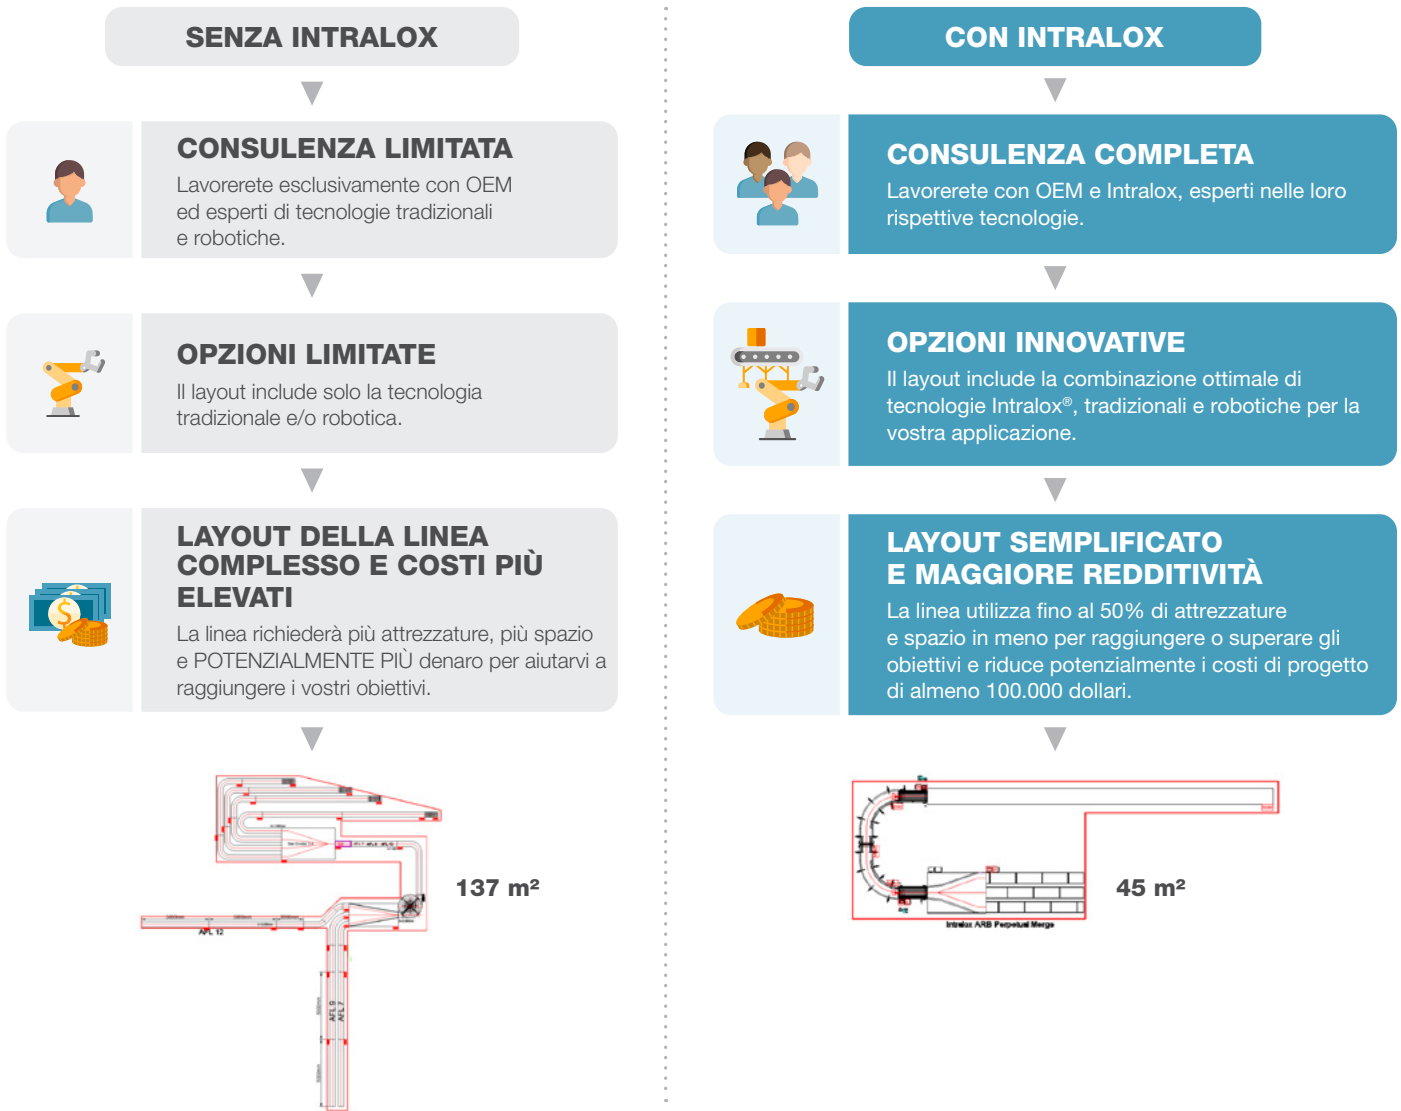 SENZA INTRALOX
CONSULENZA LIMITATA
Lavorerete esclusivamente con OEM
ed esperti di tecnologie tradizionali
e robotiche.
OPZIONI LIMITATE
Il layout include solo la tecnologia
tradizionale e/o robotica.
LAYOUT DELLA LINEA
COMPLESSO E COSTI PIÙ
ELEVATI
La linea richiederà più attrezzature, più spazio
e POTENZIALMENTE PIÙ denaro per aiutarvi a
raggiungere i vostri obiettivi.
137 m²
AFL 12
AFL 9
AFL 7
CON INTRALOX
CONSULENZA COMPLETA
Lavorerete con OEM e Intralox, esperti nelle loro
rispettive tecnologie.
OPZIONI INNOVATIVE
Il layout include la combinazione ottimale di
tecnologie Intralox®, tradizionali e robotiche per la
vostra applicazione.
LAYOUT SEMPLIFICATO
E MAGGIORE REDDITIVITÀ
La linea utilizza fino al 50% di attrezzature
e spazio in meno per raggiungere o superare gli
obiettivi e riduce potenzialmente i costi di progetto
di almeno 100.000 dollari.
45 m²
Intralox ARB Perpetual Merge